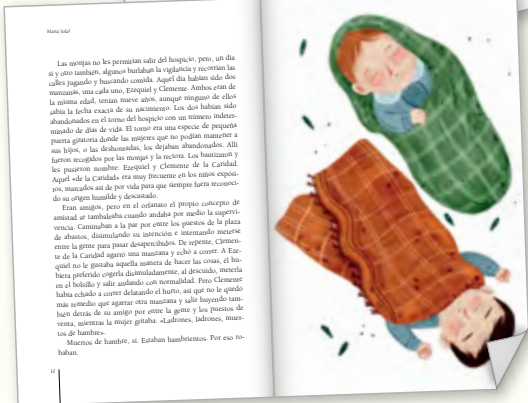 Marta Solaf
Las monjas no les permitían salir del hospicio, pero, un día
sí y otro también, algunos burlaban la vigilancia y recorrían las
calles jugando y buscando comida. Aquel día habían sido dos
manzanas, una cada uno, Ezequiel y Clemente. Ambos eran de
la misma edad, tenían nueve años, aunque ninguno de ellos
sabía la fecha exacta de su nacimiento. Los dos habían sido
abandonados en el torno del hospicio con un número indeter-
minado de días de vida. El torno era una especie de pequeña
puerta giratoria donde las mujeres que no podían mantener a
sus hijos, o las deshonradas, los dejaban abandonados. Allí
fueron recogidos por las monjas y la rectora. Los bautizaron y
les pusieron nombre: Ezequiel y Clemente de la Caridad.
Aquel «de la Caridad» era muy frecuente en los niños expósi-
tos, marcados así de por vida para que siempre fuera reconoci-
do su origen humilde y descastado.
Eran amigos, pero en el orfanato el propio concepto de
amistad se tambaleaba cuando andaba por medio la supervi-
vencia. Caminaban a la par por entre los puestos de la plaza
de abastos, disimulando su intención e intentando meterse
entre la gente para pasar desapercibidos. De repente, Clemen-
te de la Caridad agarró una manzana y echó a correr. A Eze-
quiel no le gustaba aquella manera de hacer las cosas, él hu-
biera preferido cogerla disimuladamente, al descuido, meterla
en el bolsillo y salir andando con normalidad. Pero Clemente
había echado a correr delatando el hurto, así que no le quedó
más remedio que agarrar otra manzana y salir huyendo tam-
bién detrás de su amigo por entre la gente y los puestos de
venta, mientras la mujer gritaba: «Ladrones, ladrones, muer-
tos de hambre».
Muertos de hambre, sí. Estaban hambrientos. Por eso ro-
baban.
12